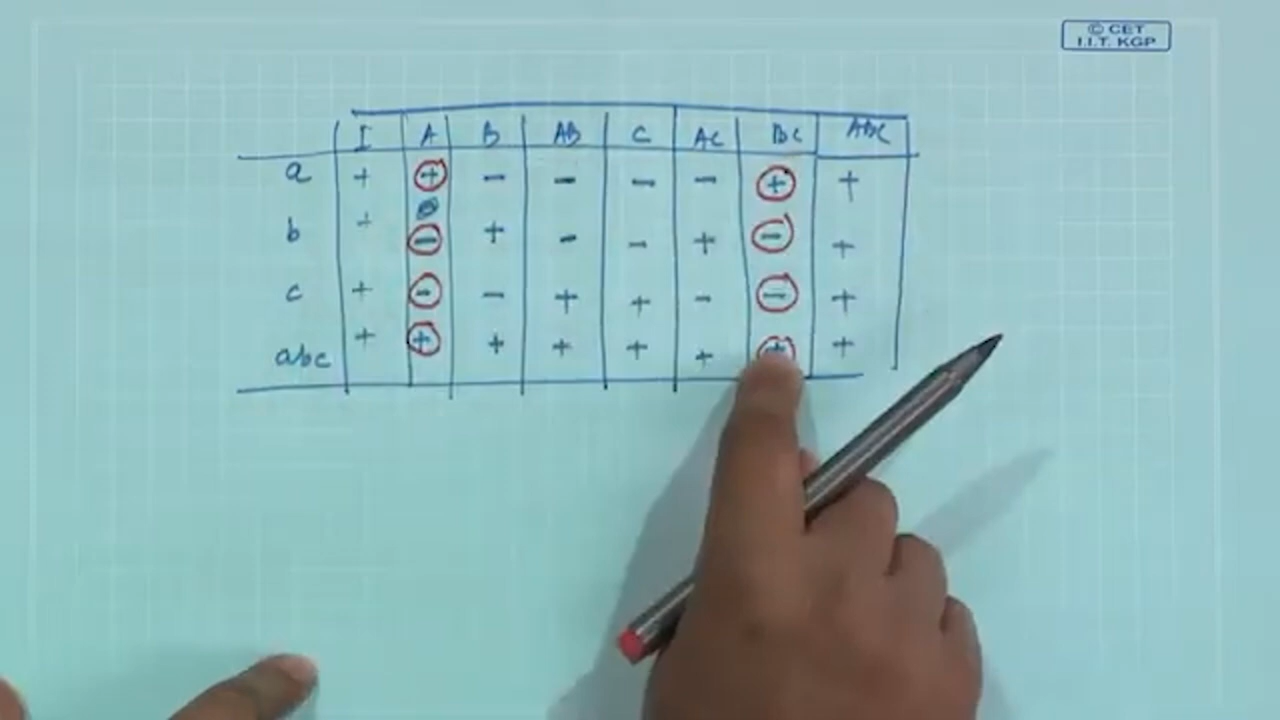 © CET
I.I.T. KGP
I A B AB C AC BC ABC
a + + - - - - + +
b + - + - - + - +
c + - - + + - - +
abc + + + + + + + +